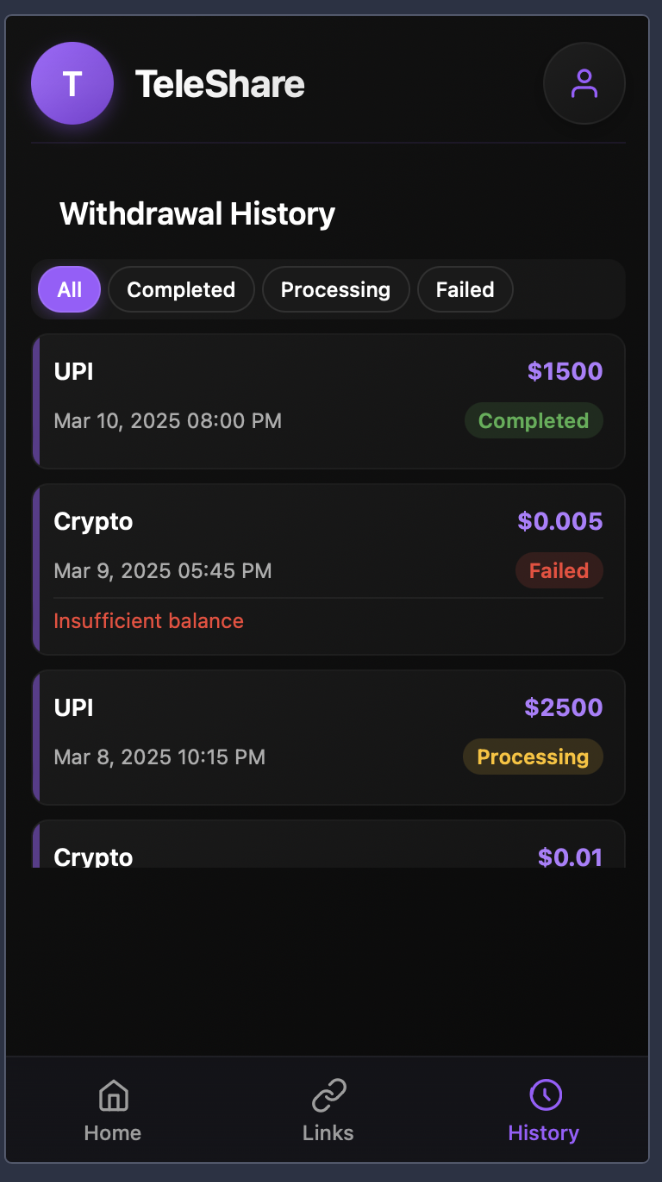 T TeleShare
Withdrawal History
All Completed Processing Failed
UPI $1500
Mar 10, 2025 08:00 PM Completed
Crypto $0.005
Mar 9, 2025 05:45 PM Failed
Insufficient balance
UPI $2500
Mar 8, 2025 10:15 PM Processing
Crypto $0.01
Home Links History